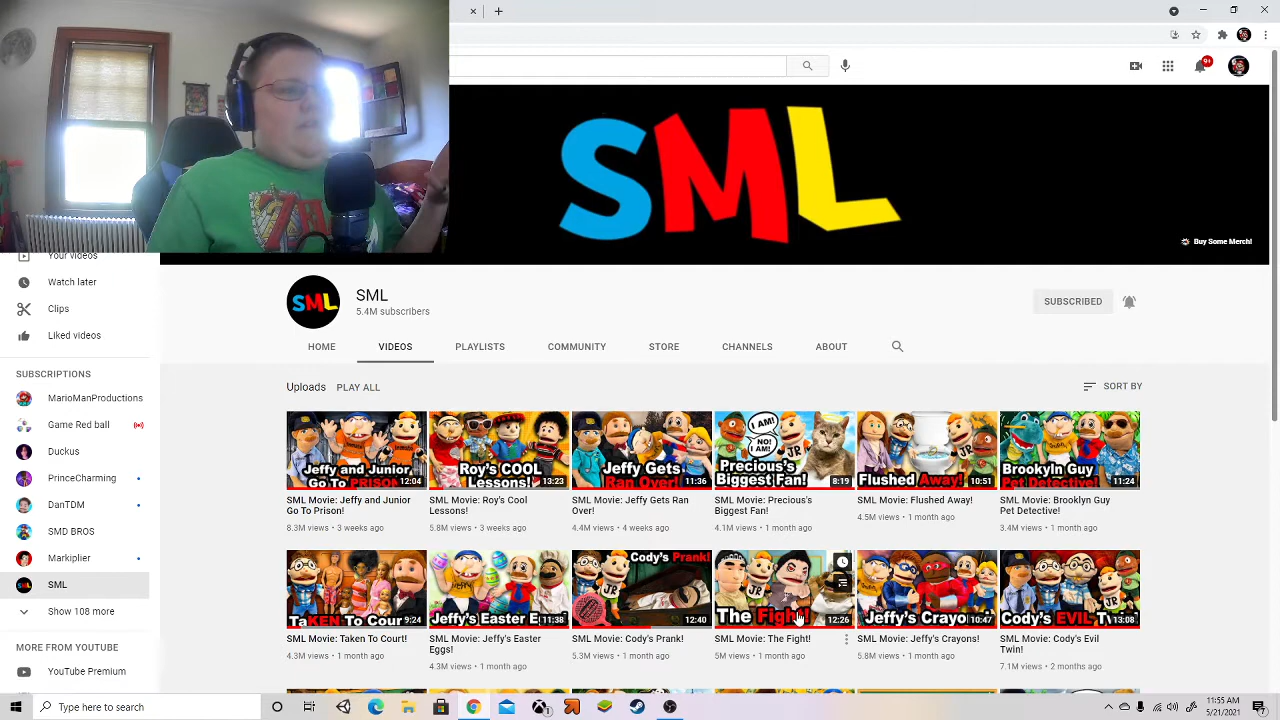 SML
9+
Buy Some Merch!
Your videos
Watch later
Clips
Liked videos
SUBSCRIPTIONS
MarioManProductions
Game Red ball
Duckus
PrinceCharming
DanTDM
SMD BROS
Markiplier
SML
Show 108 more
MORE FROM YOUTUBE
YouTube Premium
SML
SML
5.4M subscribers
SUBSCRIBED
HOME VIDEOS PLAYLISTS COMMUNITY STORE CHANNELS ABOUT
Uploads PLAY ALL
SORT BY
Jeffy and Junior
Go To PRISON!
12:04
Roy's COOL
Lessons!
13:23
Jeffy Gets
Ran Over!
11:36
I AM!
NO!
I AM!
JR
Precious's
Biggest Fan!
8:19
JR
Flushed Away!
10:51
Brooklyn Guy
Pet Detective!
11:24
SML Movie: Jeffy and Junior
Go To Prison!
8.3M views • 3 weeks ago
SML Movie: Roy's Cool
Lessons!
5.8M views • 3 weeks ago
SML Movie: Jeffy Gets Ran
Over!
4.4M views • 4 weeks ago
SML Movie: Precious's
Biggest Fan!
4.1M views • 1 month ago
SML Movie: Flushed Away!
4.5M views • 1 month ago
SML Movie: Brooklyn Guy
Pet Detective!
3.4M views • 1 month ago
TaKEN To Court!
9:24
Jeffy's Easter E
11:38
Cody's Prank!
JR
12:40
JR
The Fight!
12:26
JR
Jeffy's Crayo
10:47
JR
Cody's EVIL Tw
13:08
SML Movie: Taken To Court!
4.3M views • 1 month ago
SML Movie: Jeffy's Easter
Eggs!
4.3M views • 1 month ago
SML Movie: Cody's Prank!
5.3M views • 1 month ago
SML Movie: The Fight!
5M views • 1 month ago
SML Movie: Jeffy's Crayons!
5.8M views • 1 month ago
SML Movie: Cody's Evil
Twin!
7.1M views • 2 months ago
Type here to search
11:55 AM
5/21/2021